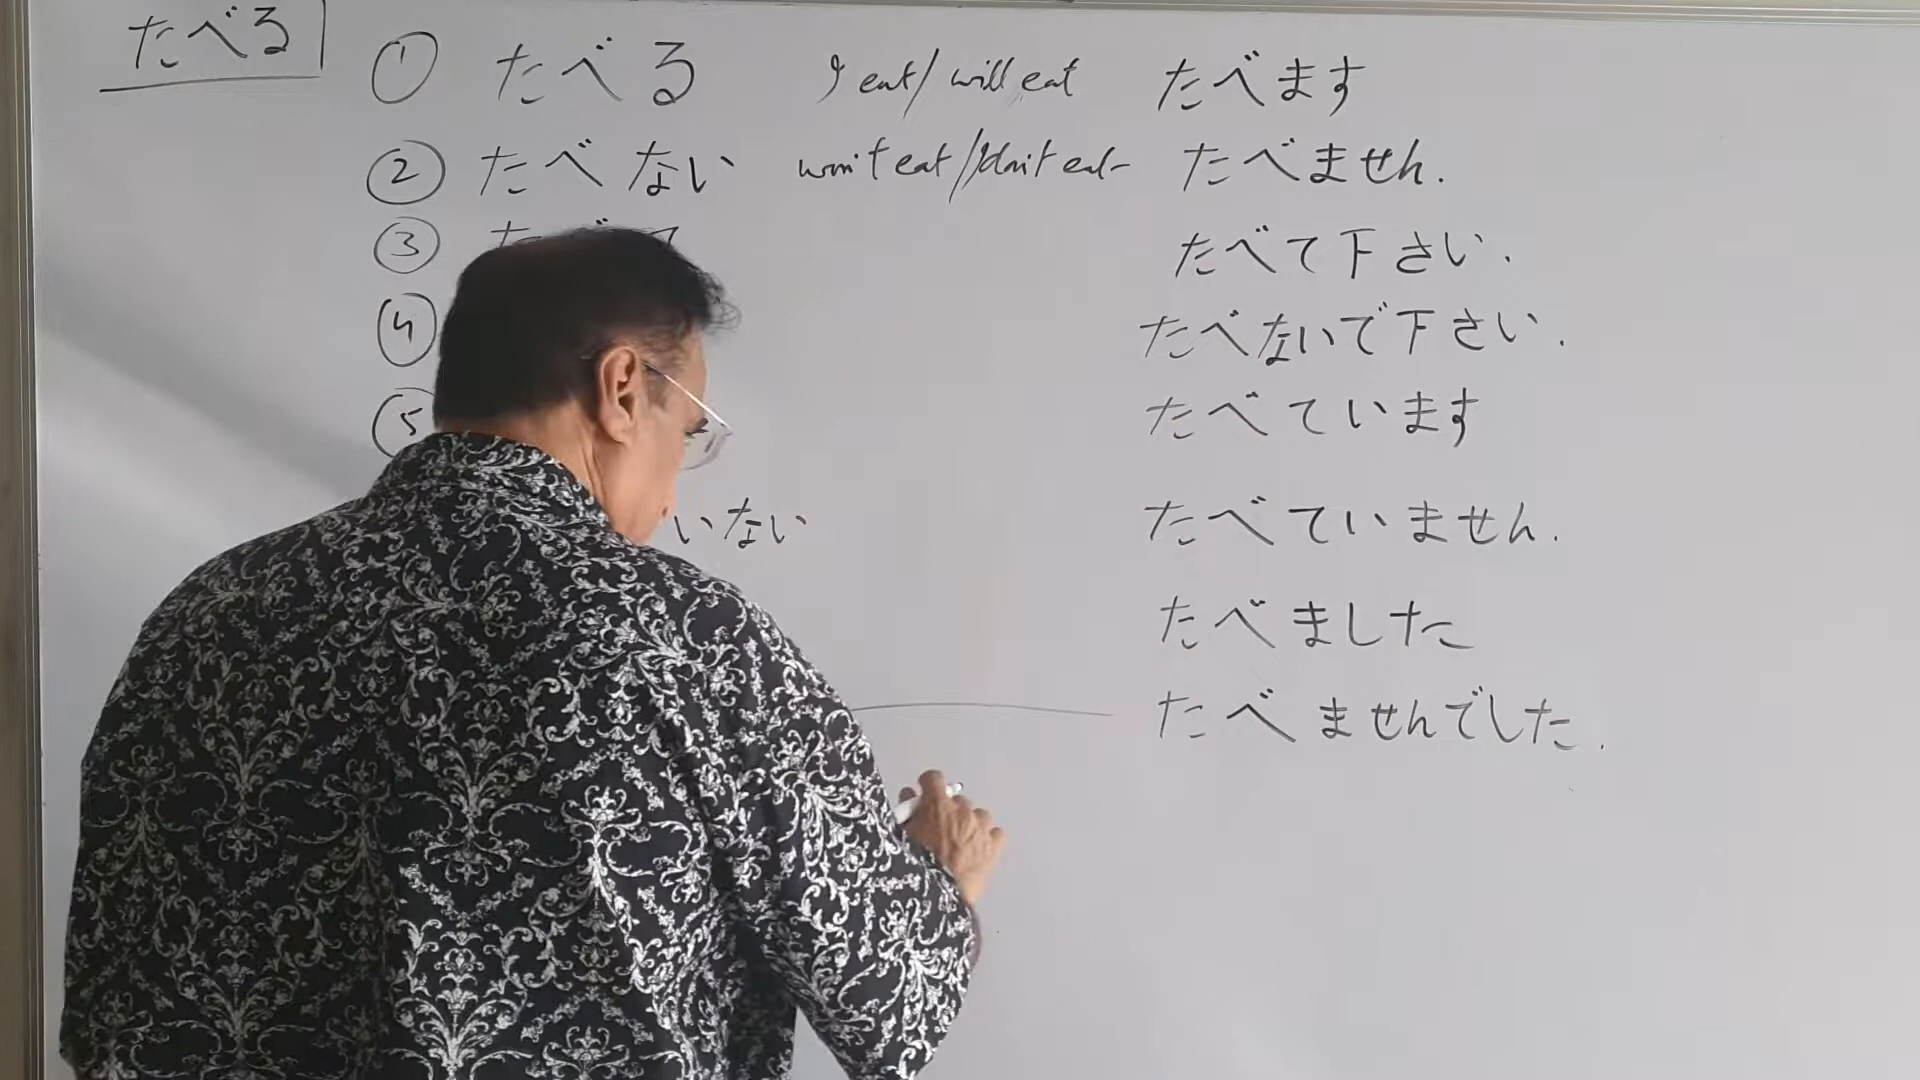 たべる
① たべる I eat/will eat たべます
② たべない won't eat/I don't eat たべません.
③ たべて たべて下さい.
④ たべないで下さい.
⑤ たべています
いない たべていません.
たべました
たべませんでした.